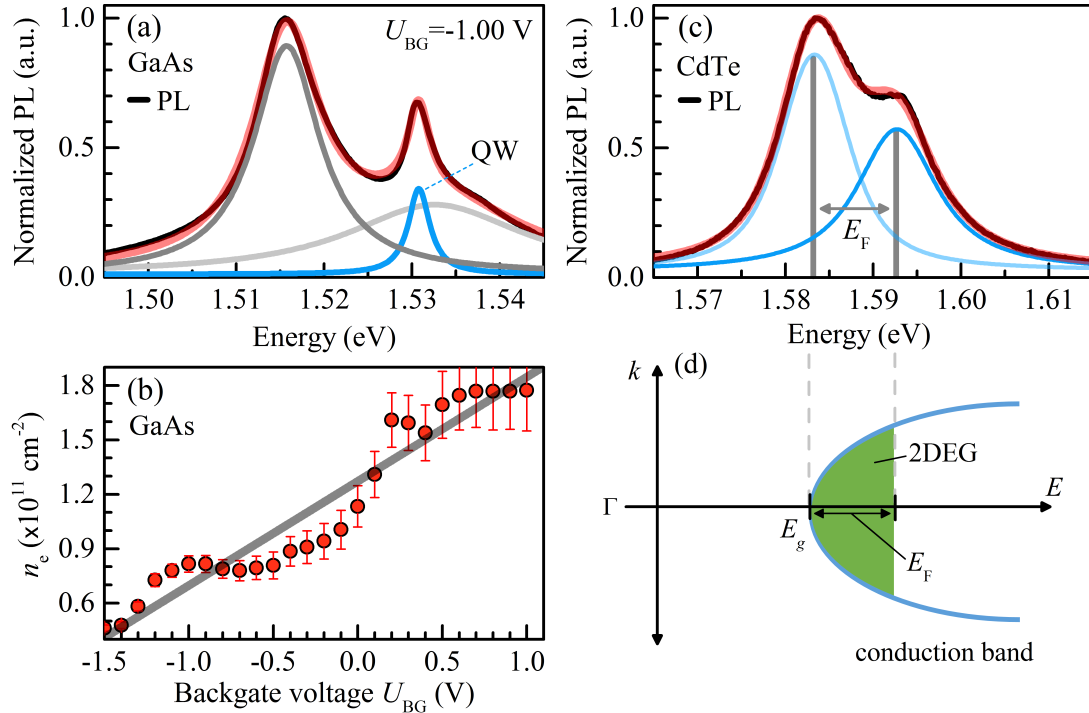 (a)
U_BG=-1.00 V
GaAs
PL
QW
Normalized PL (a.u.)
1.0
0.5
0.0
1.50 1.51 1.52 1.53 1.54
Energy (eV)
(c)
CdTe
PL
E_F
Normalized PL (a.u.)
1.0
0.5
0.0
1.57 1.58 1.59 1.60 1.61
Energy (eV)
(b)
GaAs
n_e (x10^11 cm^-2)
1.8
1.5
1.2
0.9
0.6
-1.5 -1.0 -0.5 0.0 0.5 1.0
Backgate voltage U_BG (V)
(d)
k
2DEG
Γ
E
E_g
E_F
conduction band